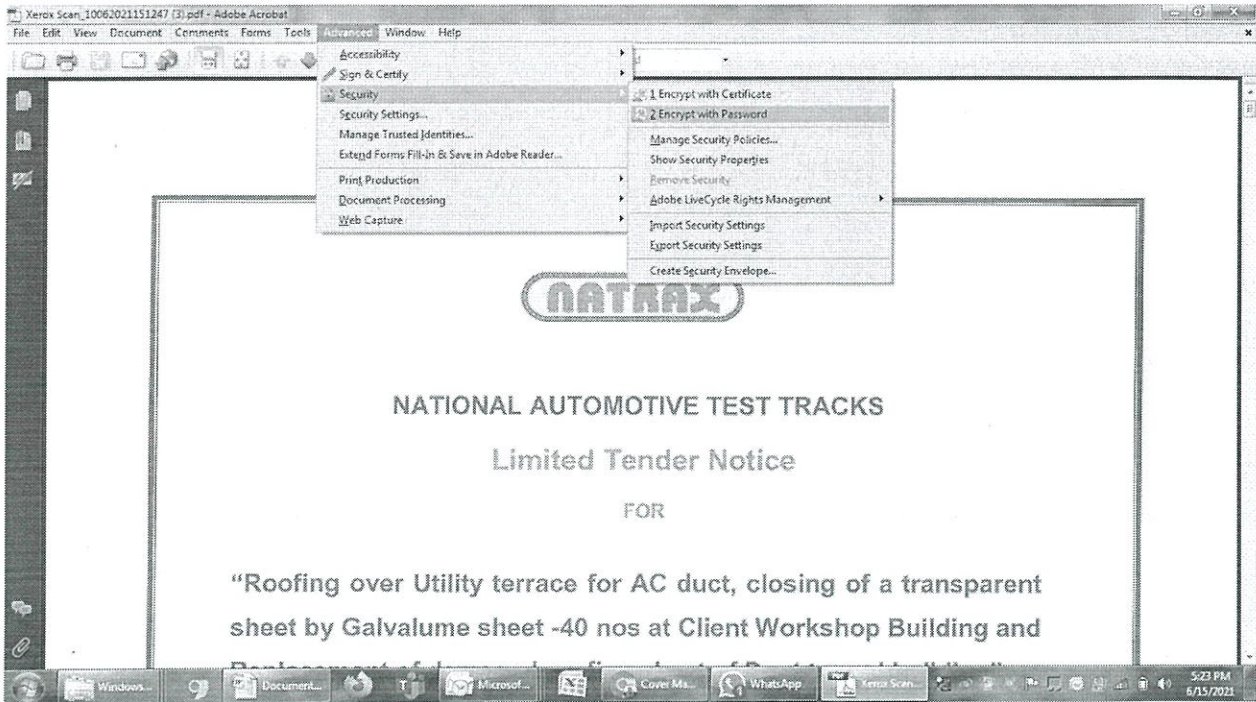 Xerox Scan_10062021151247 (3).pdf - Adobe Acrobat
File Edit View Document Comments Forms Tools Advanced Window Help
Accessibility
Sign & Certify
Security
Security Settings...
Manage Trusted Identities...
Extend Forms Fill-In & Save in Adobe Reader...
Print Production
Document Processing
Web Capture
1 Encrypt with Certificate
2 Encrypt with Password
Manage Security Policies...
Show Security Properties
Remove Security
Adobe LiveCycle Rights Management
Import Security Settings
Export Security Settings
Create Security Envelope...
NATRAX
NATIONAL AUTOMOTIVE TEST TRACKS
Limited Tender Notice
FOR
“Roofing over Utility terrace for AC duct, closing of a transparent
sheet by Galvalume sheet -40 nos at Client Workshop Building and
Windows... Document... Microsof... Cover Ma... WhatsApp Xerox Scan...
5:23 PM
6/15/2021